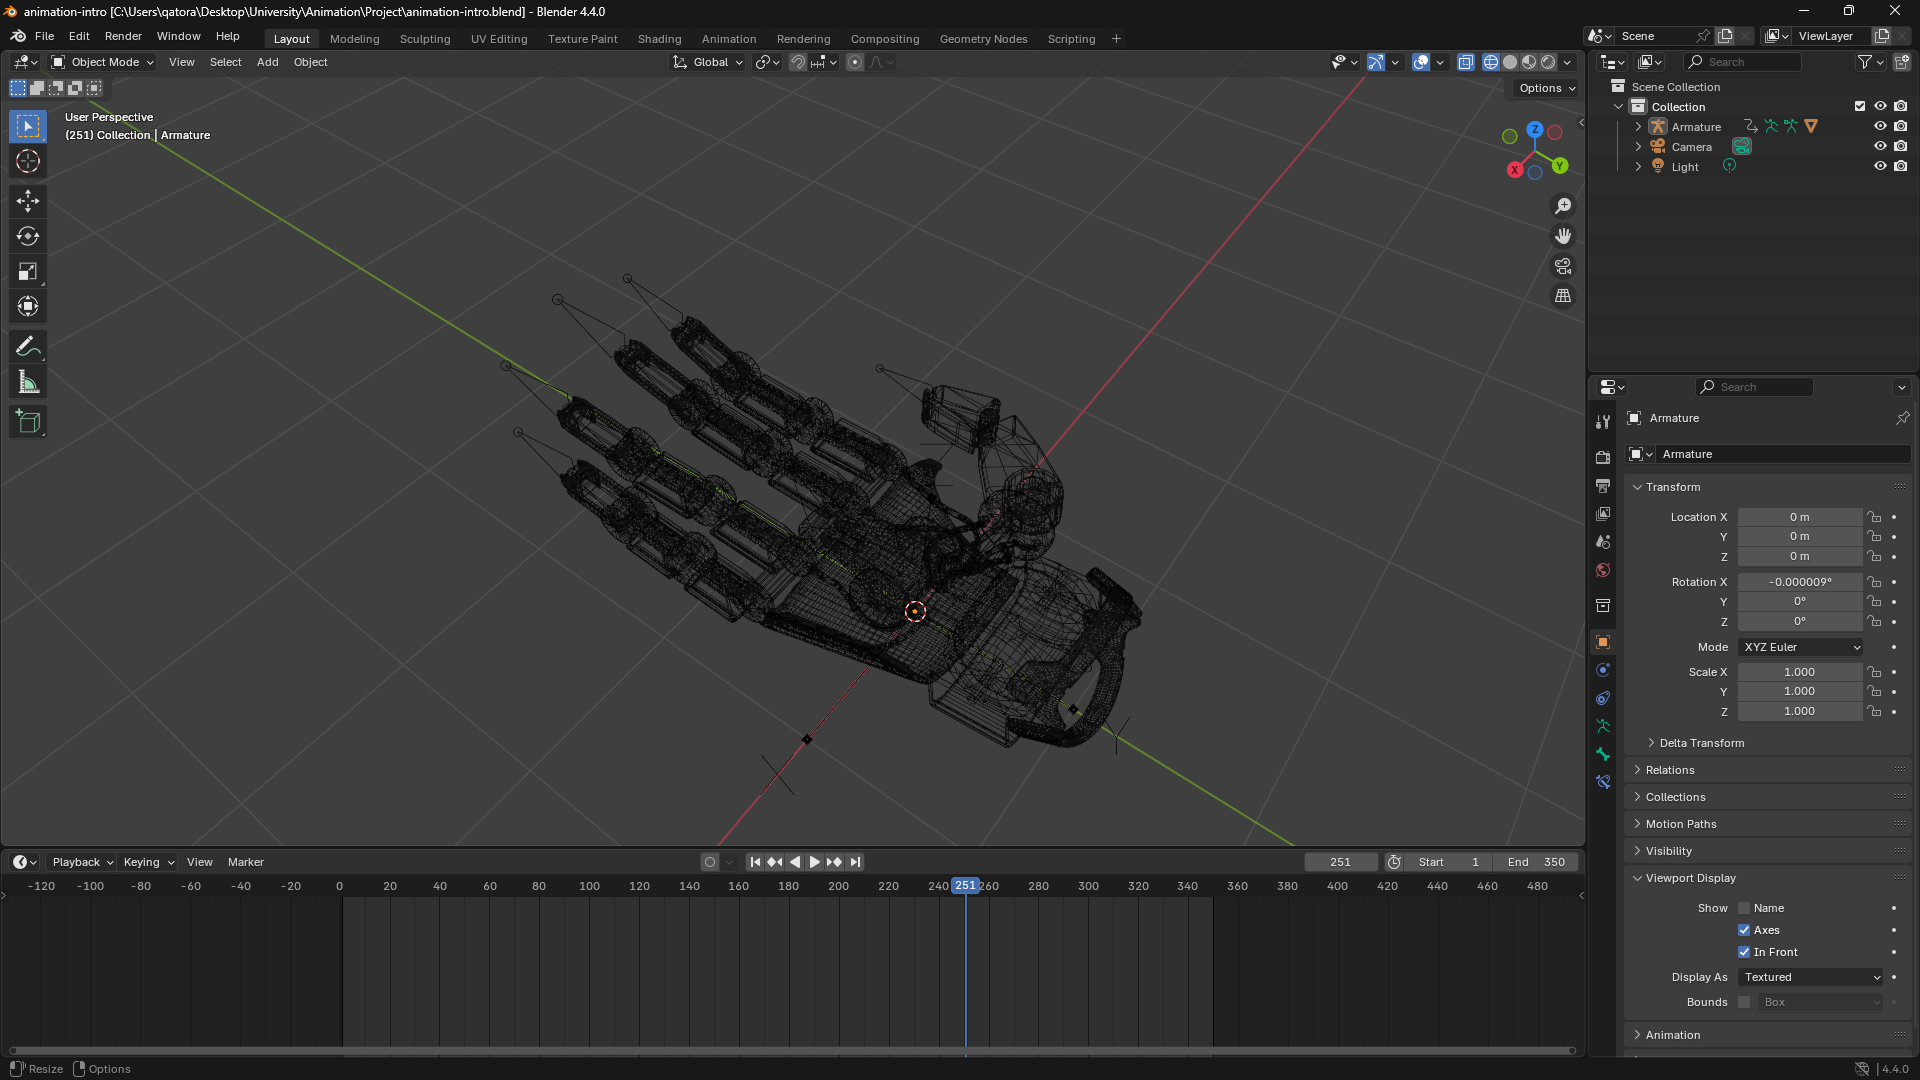 animation-intro [C:\Users\qatora\Desktop\University\Animation\Project\animation-intro.blend] - Blender 4.4.0
File Edit Render Window Help
Layout Modeling Sculpting UV Editing Texture Paint Shading Animation Rendering Compositing Geometry Nodes Scripting +
Scene
ViewLayer
Object Mode View Select Add Object
Global
Options
User Perspective
(251) Collection | Armature
Z
Y
X
Search
Scene Collection
Collection
Armature
Camera
Light
Search
Armature
Armature
Transform
Location X 0 m
Y 0 m
Z 0 m
Rotation X -0.000009°
Y 0°
Z 0°
Mode XYZ Euler
Scale X 1.000
Y 1.000
Z 1.000
Delta Transform
Relations
Collections
Motion Paths
Visibility
Viewport Display
Show Name
Axes
In Front
Display As Textured
Bounds Box
Animation
Playback Keying View Marker
251 Start 1 End 350
-120 -100 -80 -60 -40 -20 0 20 40 60 80 100 120 140 160 180 200 220 240 251 260 280 300 320 340 360 380 400 420 440 460 480
Resize Options
4.4.0